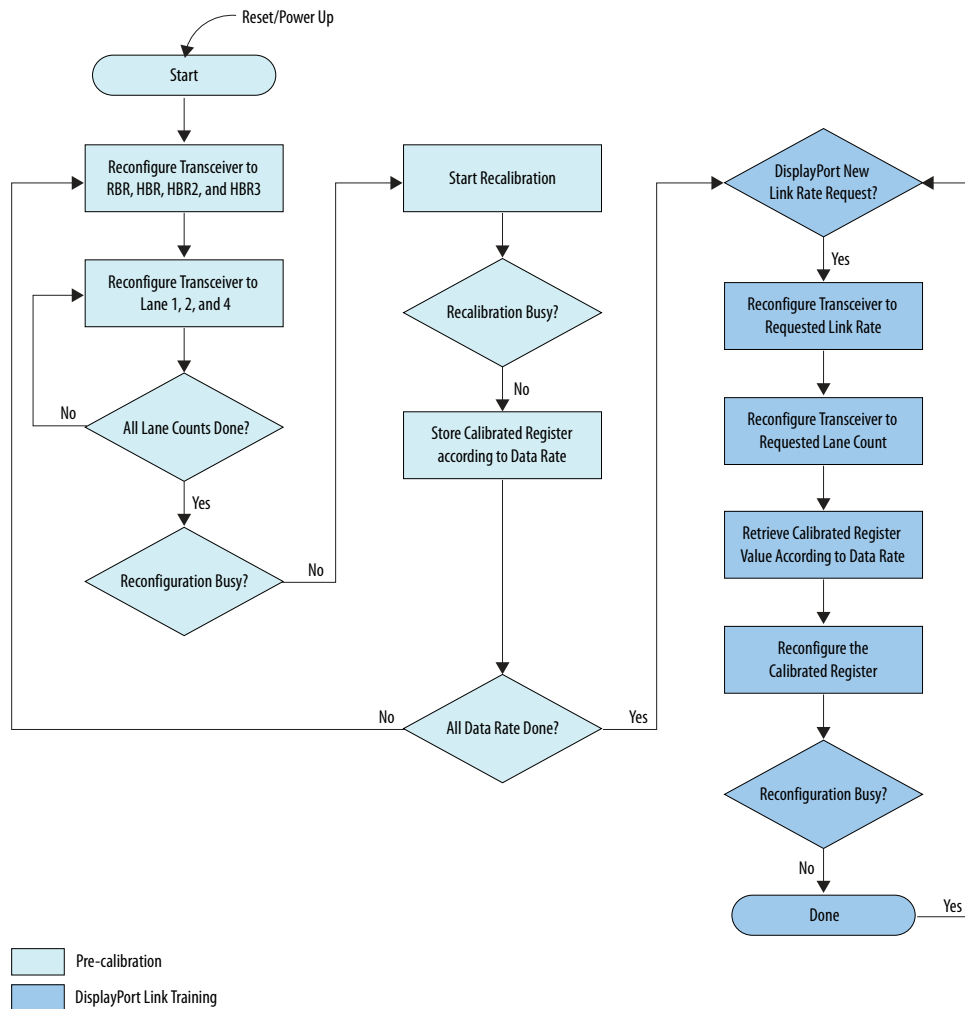 Reset/Power Up
Start
Reconfigure Transceiver to
RBR, HBR, HBR2, and HBR3
Reconfigure Transceiver to
Lane 1, 2, and 4
No
All Lane Counts Done?
Yes
Reconfiguration Busy?
No
Start Recalibration
Recalibration Busy?
No
Store Calibrated Register
according to Data Rate
No
All Data Rate Done?
Yes
DisplayPort New
Link Rate Request?
Yes
Reconfigure Transceiver to
Requested Link Rate
Reconfigure Transceiver to
Requested Lane Count
Retrieve Calibrated Register
Value According to Data Rate
Reconfigure the
Calibrated Register
Reconfiguration Busy?
No
Done
Yes
Pre-calibration
DisplayPort Link Training